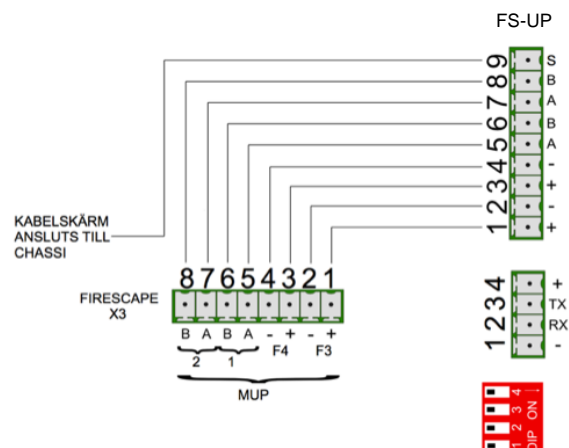 FS-UP
9 S
8 B
7 A
6 B
5 A
4 -
3 +
2 -
1 +
KABELSKÄRM
ANSLUTS TILL
CHASSI
8 7 6 5 4 3 2 1
FIRESCAPE
X3
B A B A - + - +
2 1 F4 F3
MUP
4 +
3 TX
2 RX
1 -
1 2 3 4
DIP ON ↓